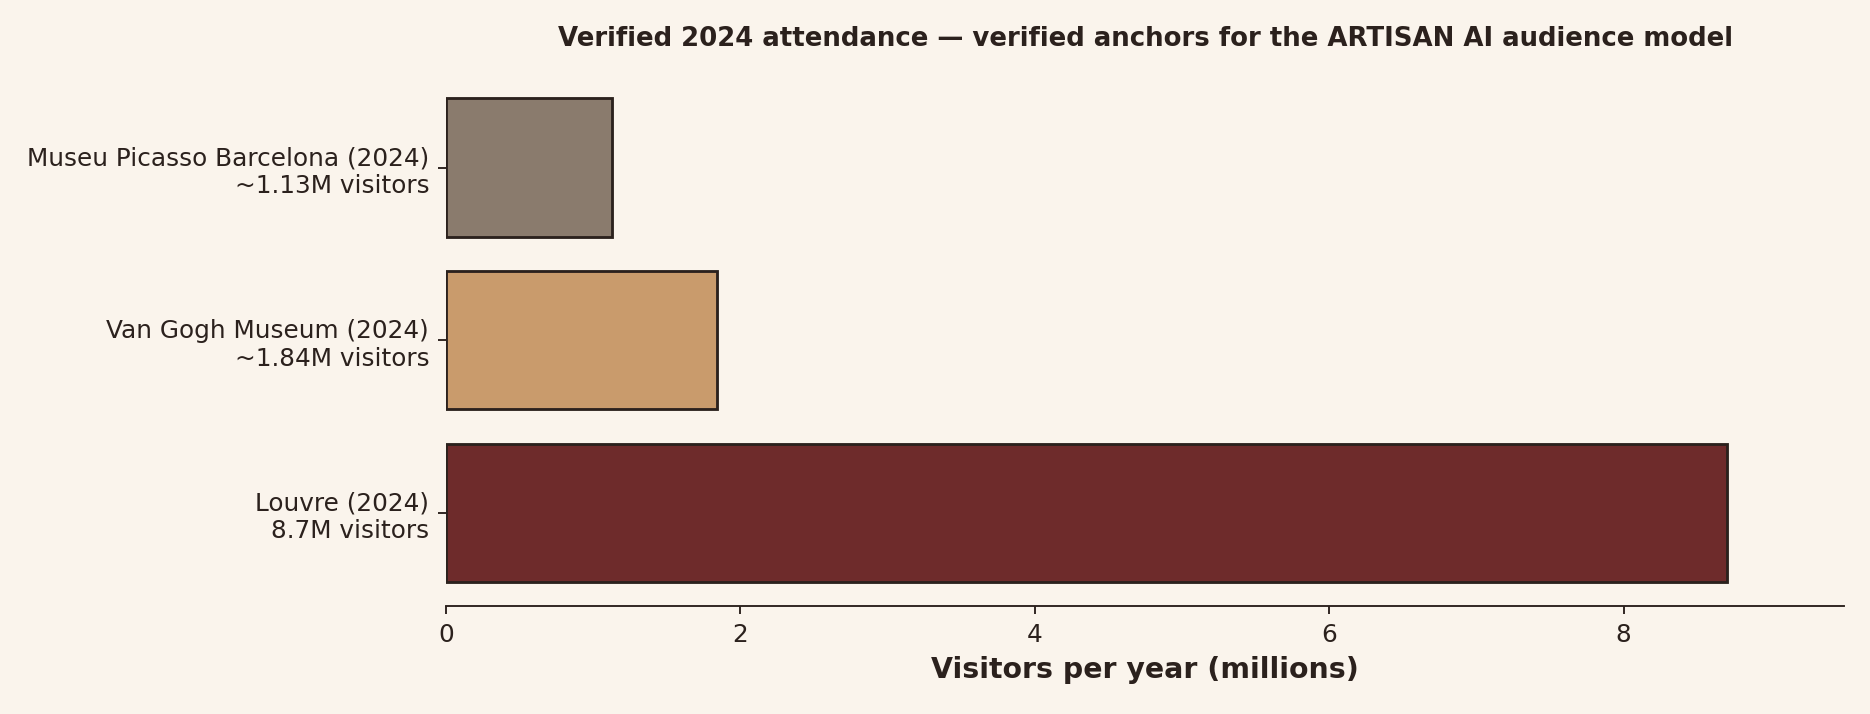 Verified 2024 attendance — verified anchors for the ARTISAN AI audience model
Museu Picasso Barcelona (2024)
~1.13M visitors
Van Gogh Museum (2024)
~1.84M visitors
Louvre (2024)
8.7M visitors
0 2 4 6 8
Visitors per year (millions)